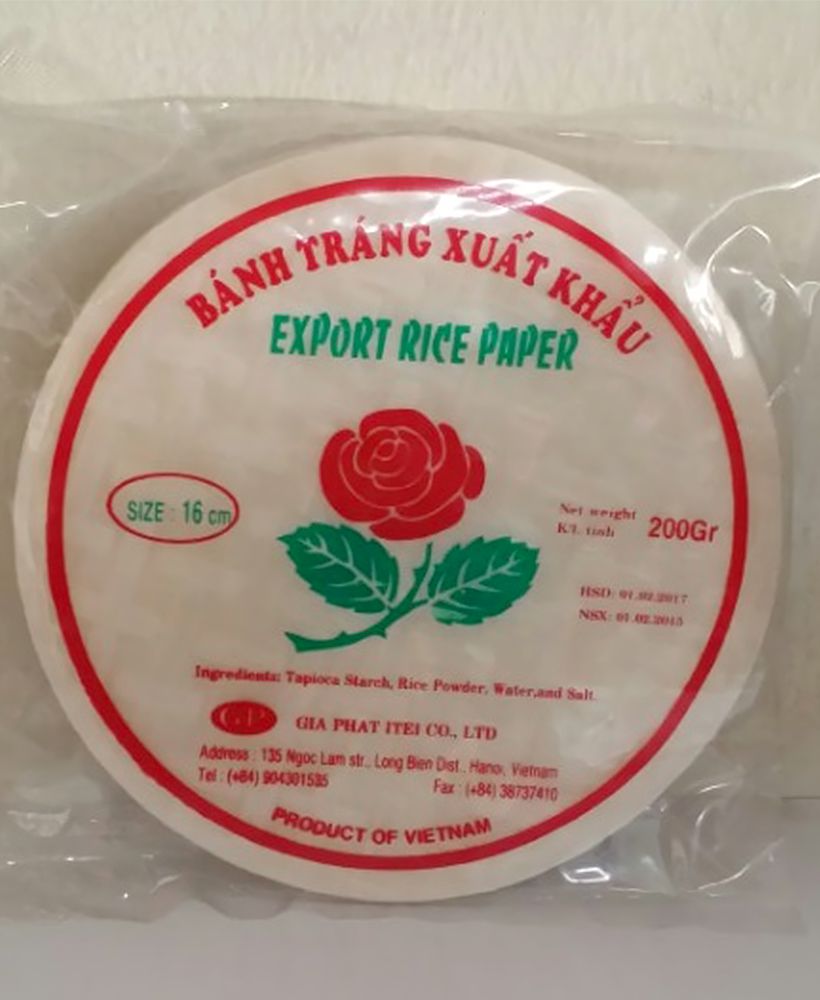 BÁNH TRÁNG XUẤT KHẨU
EXPORT RICE PAPER
SIZE : 16 cm
Net weight
K/L tinh
200Gr
HSD: 01.02.2017
NSX: 01.02.2015
Ingredients: Tapioca Starch, Rice Powder, Water,and Salt.
GP
GIA PHAT ITEI CO., LTD
Address : 135 Ngoc Lam str., Long Bien Dist., Hanoi, Vietnam
Tel : (+84) 904301535
Fax : (+84) 38737410
PRODUCT OF VIETNAM